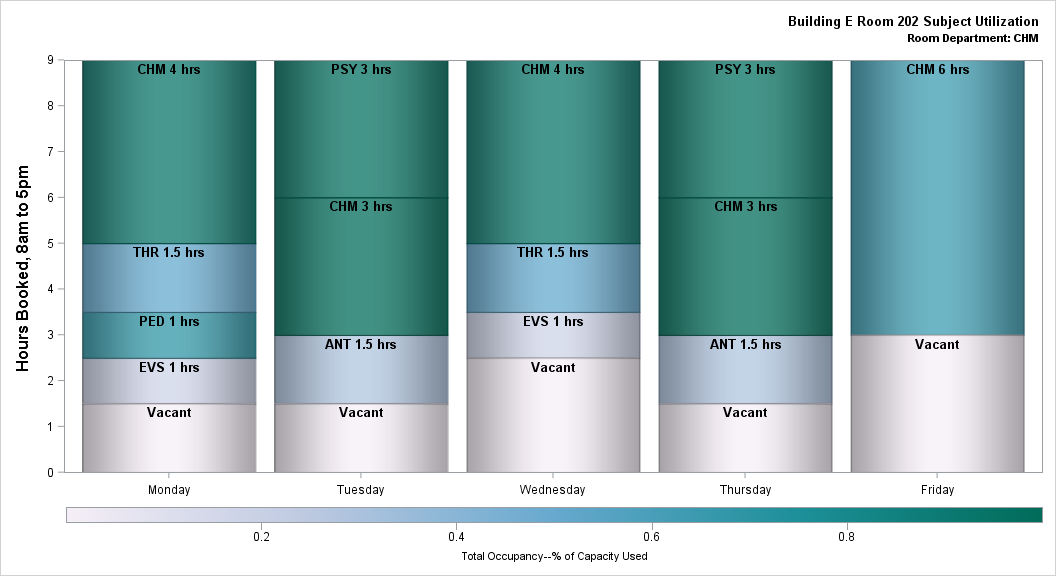 Building E Room 202 Subject Utilization
Room Department: CHM
Hours Booked, 8am to 5pm
9
8
7
6
5
4
3
2
1
0
CHM 4 hrs
THR 1.5 hrs
PED 1 hrs
EVS 1 hrs
Vacant
PSY 3 hrs
CHM 3 hrs
ANT 1.5 hrs
Vacant
CHM 4 hrs
THR 1.5 hrs
EVS 1 hrs
Vacant
PSY 3 hrs
CHM 3 hrs
ANT 1.5 hrs
Vacant
CHM 6 hrs
Vacant
Monday Tuesday Wednesday Thursday Friday
0.2 0.4 0.6 0.8
Total Occupancy--% of Capacity Used